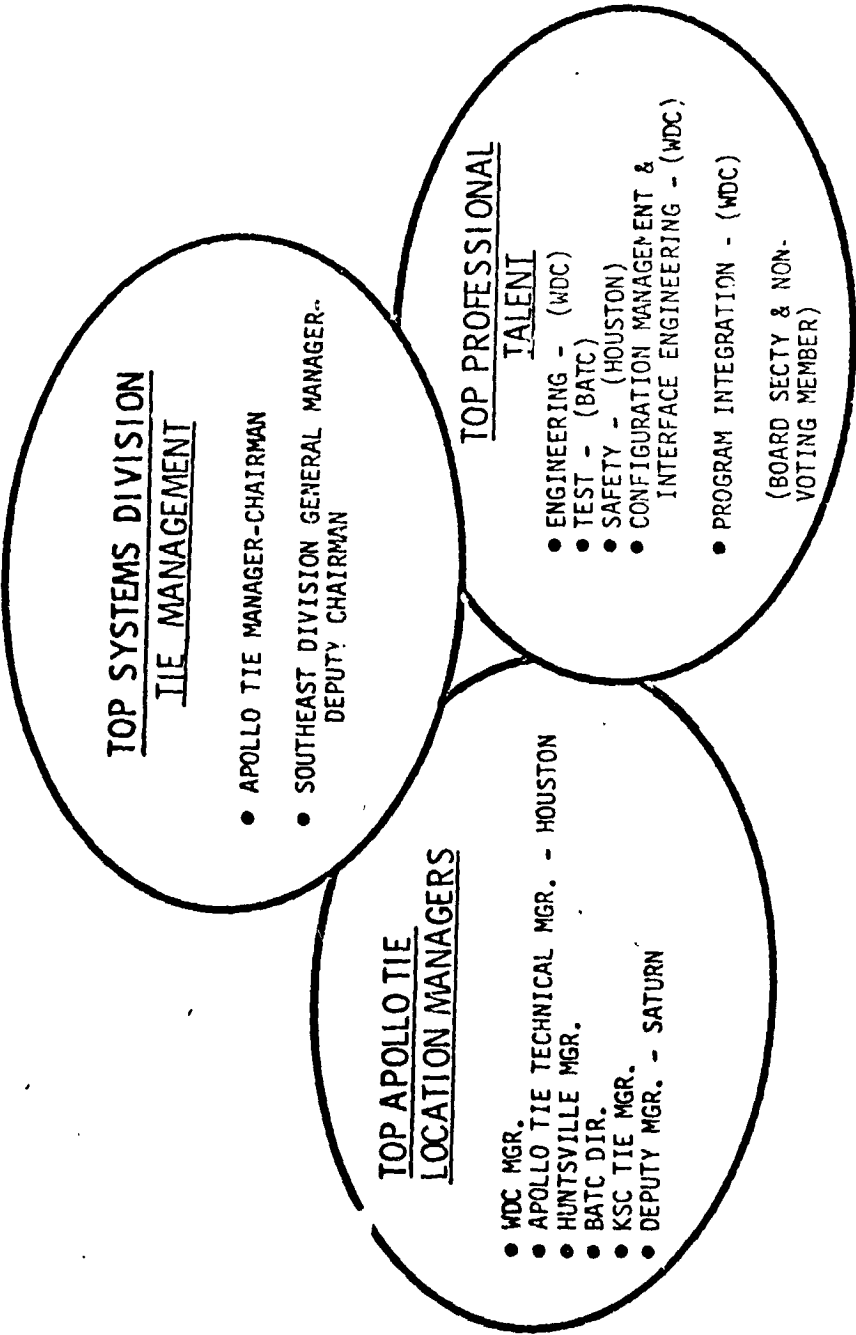 TOP SYSTEMS DIVISION
TIE MANAGEMENT
• APOLLO TIE MANAGER-CHAIRMAN
• SOUTHEAST DIVISION GENERAL MANAGER-
DEPUTY CHAIRMAN
TOP APOLLO TIE
LOCATION MANAGERS
• WDC MGR.
• APOLLO TIE TECHNICAL MGR. - HOUSTON
• HUNTSVILLE MGR.
• BATC DIR.
• KSC TIE MGR.
• DEPUTY MGR. - SATURN
TOP PROFESSIONAL
TALENT
• ENGINEERING - (WDC)
• TEST - (BATC)
• SAFETY - (HOUSTON)
• CONFIGURATION MANAGEMENT &
INTERFACE ENGINEERING - (WDC)
• PROGRAM INTEGRATION - (WDC)
(BOARD SECTY & NON-
VOTING MEMBER)